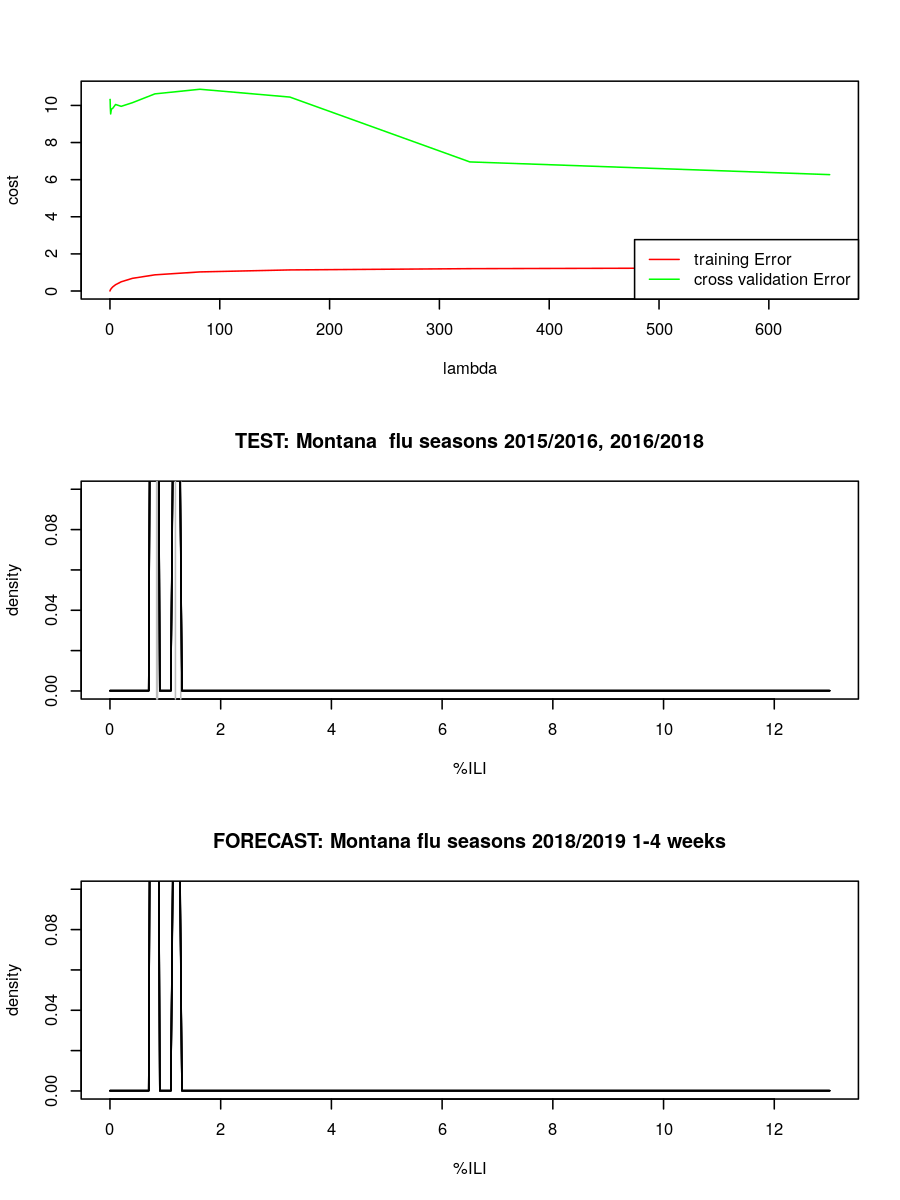 cost
10
8
6
4
2
0
training Error
cross validation Error
0 100 200 300 400 500 600
lambda
TEST: Montana  flu seasons 2015/2016, 2016/2018
density
0.08
0.04
0.00
0 2 4 6 8 10 12
%ILI
FORECAST: Montana flu seasons 2018/2019 1-4 weeks
density
0.08
0.04
0.00
0 2 4 6 8 10 12
%ILI